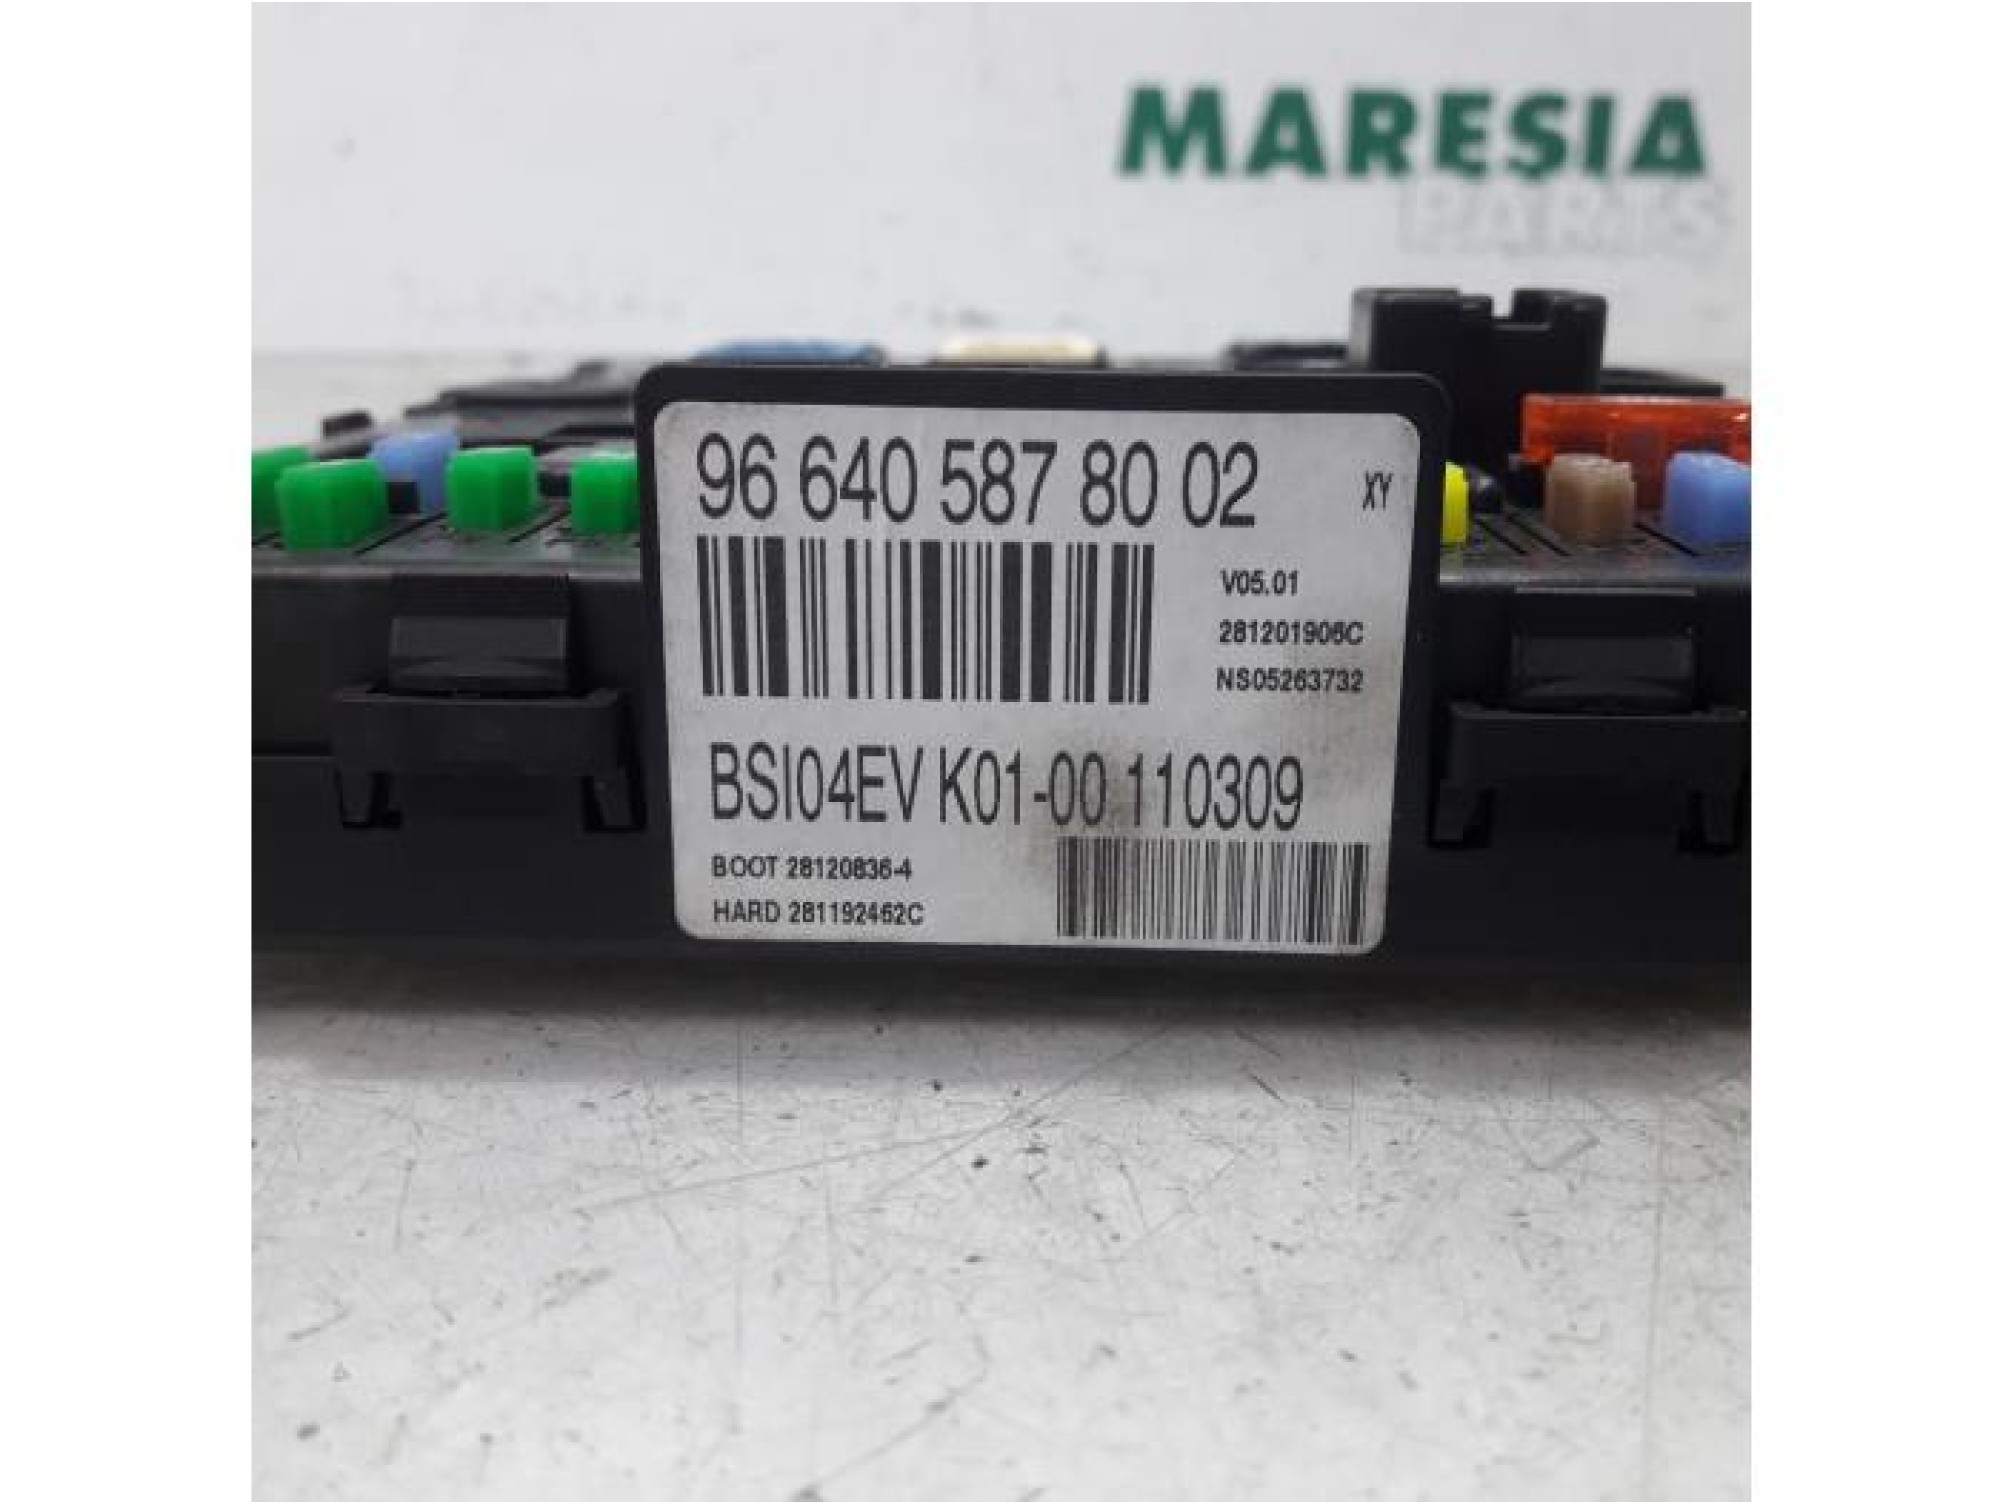 MARESIA
PARTS
96 640 587 80 02 XY
V05.01
281201906C
NS05263732
BSI04EV K01-00 110309
BOOT 28120836-4
HARD 281192462C